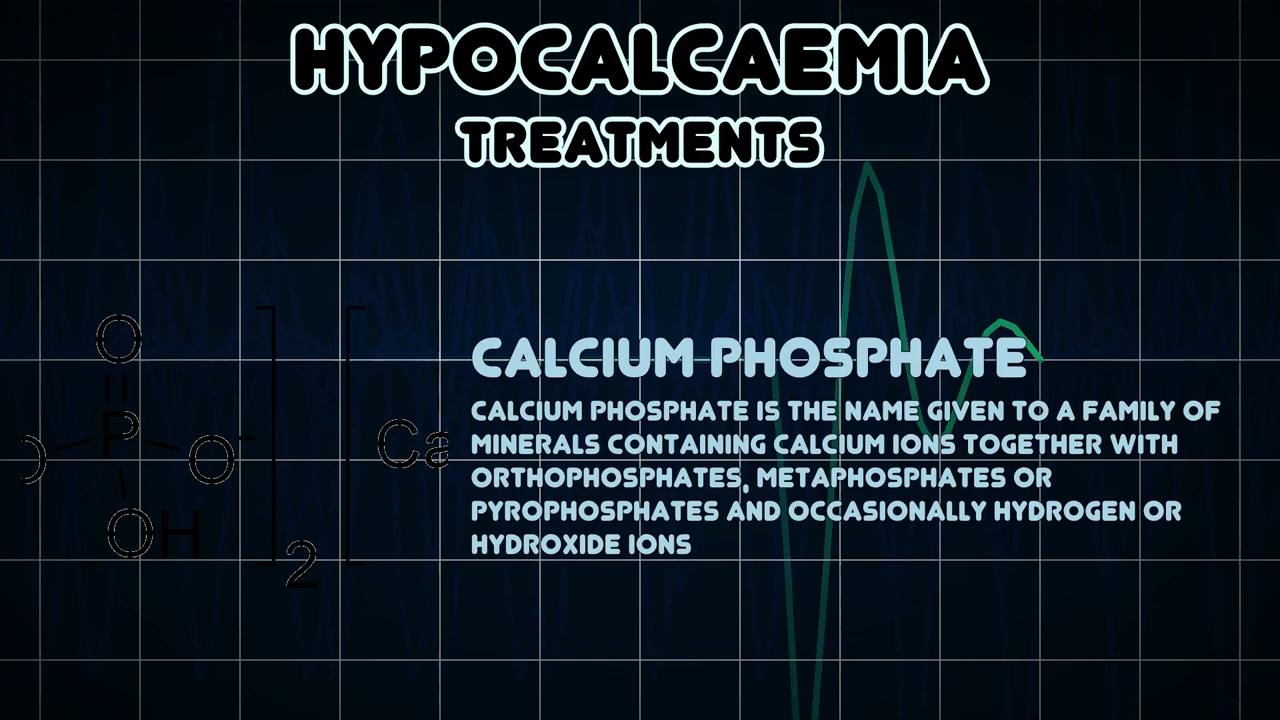 HYPOCALCAEMIA
TREATMENTS
CALCIUM PHOSPHATE
CALCIUM PHOSPHATE IS THE NAME GIVEN TO A FAMILY OF
MINERALS CONTAINING CALCIUM IONS TOGETHER WITH
ORTHOPHOSPHATES, METAPHOSPHATES OR
PYROPHOSPHATES AND OCCASIONALLY HYDROGEN OR
HYDROXIDE IONS
O
P
O O⁻
OH
2
Ca